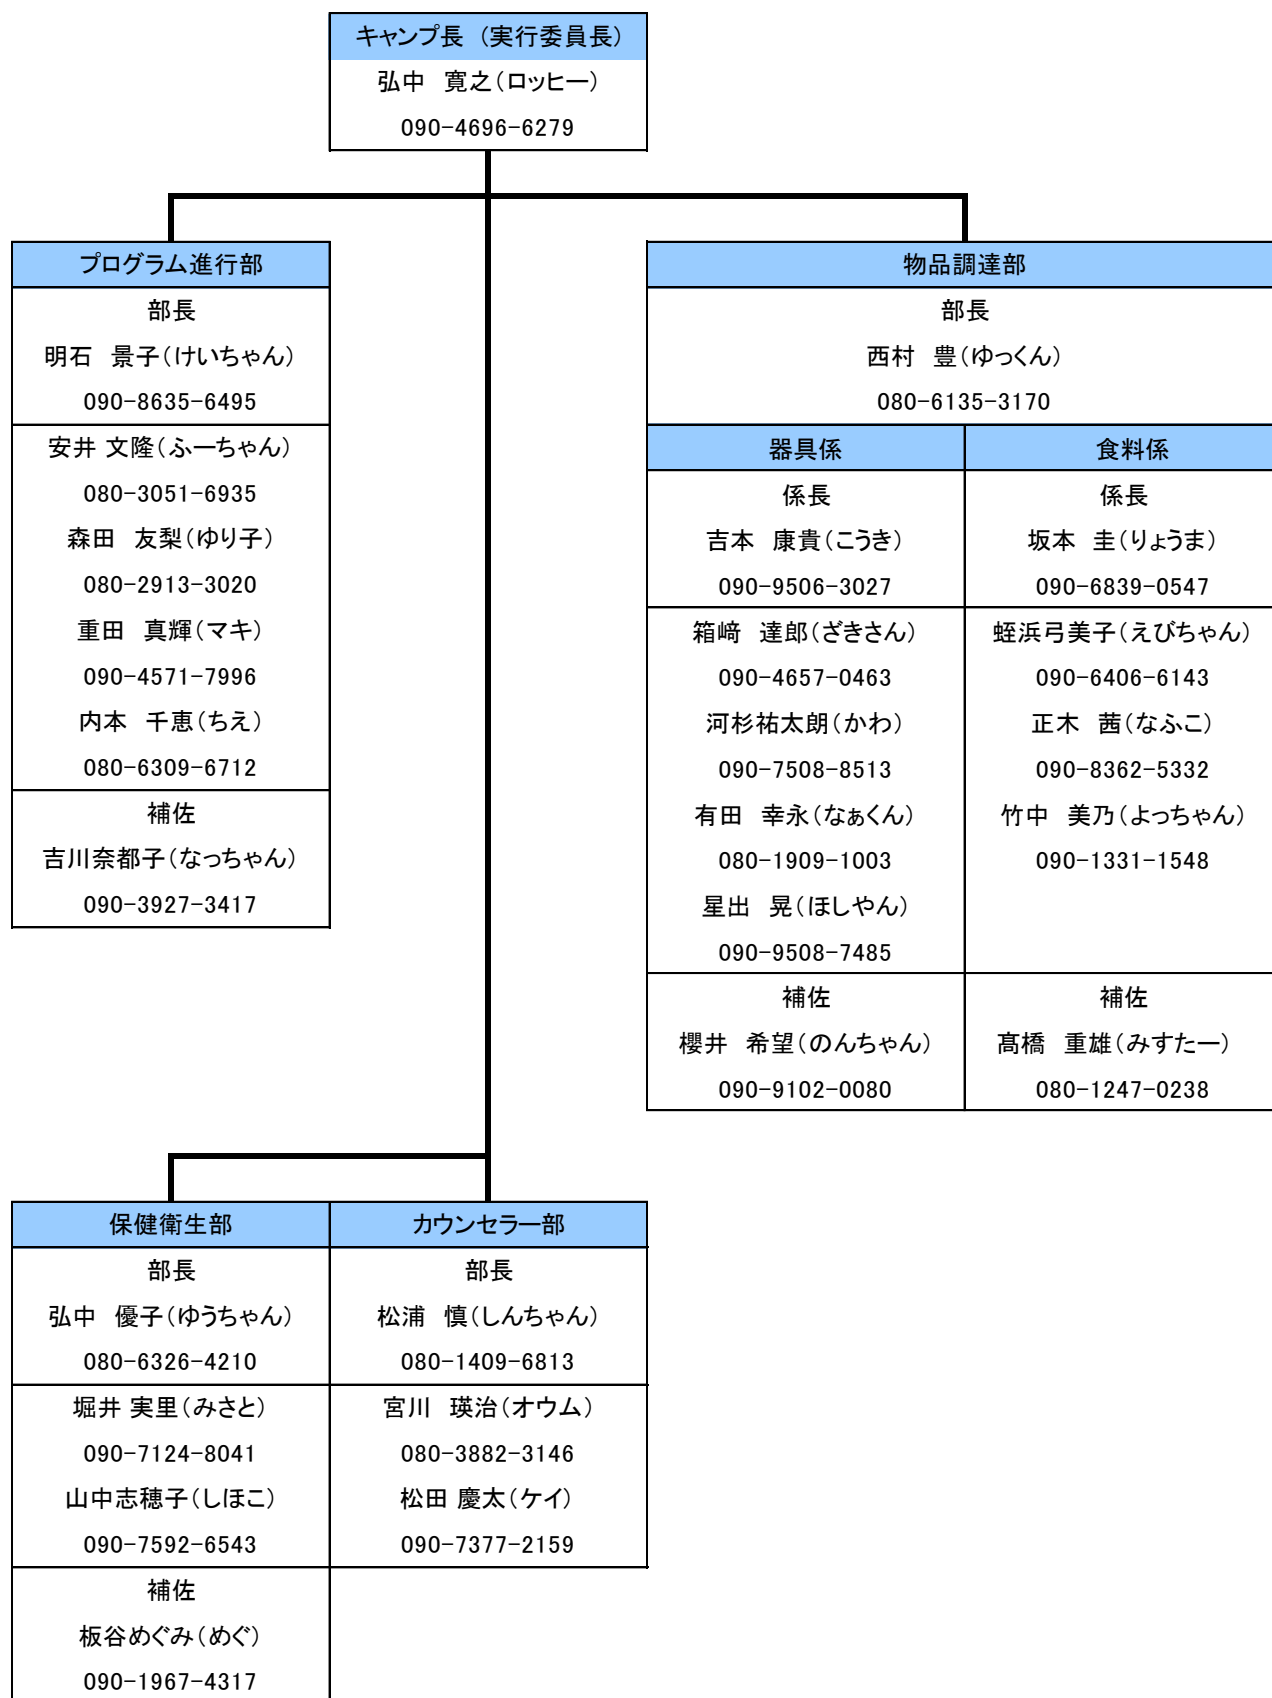 キャンプ長 （実行委員長）
弘中　寛之（ロッヒー）
090-4696-6279
プログラム進行部
部長
明石　景子（けいちゃん）
090-8635-6495
安井 文隆（ふーちゃん）
080-3051-6935
森田　友梨（ゆり子）
080-2913-3020
重田　真輝（マキ）
090-4571-7996
内本　千恵（ちえ）
080-6309-6712
補佐
吉川奈都子（なっちゃん）
090-3927-3417
物品調達部
部長
西村　豊（ゆっくん）
080-6135-3170
器具係
係長
吉本　康貴（こうき）
090-9506-3027
箱﨑　達郎（ざきさん）
090-4657-0463
河杉祐太朗（かわ）
090-7508-8513
有田　幸永（なぁくん）
080-1909-1003
星出　晃（ほしやん）
090-9508-7485
補佐
櫻井　希望（のんちゃん）
090-9102-0080
食料係
係長
坂本　圭（りょうま）
090-6839-0547
蛭浜弓美子（えびちゃん）
090-6406-6143
正木　茜（なふこ）
090-8362-5332
竹中　美乃（よっちゃん）
090-1331-1548
補佐
髙橋　重雄（みすたー）
080-1247-0238
保健衛生部
部長
弘中　優子（ゆうちゃん）
080-6326-4210
堀井 実里（みさと）
090-7124-8041
山中志穂子（しほこ）
090-7592-6543
補佐
板谷めぐみ（めぐ）
090-1967-4317
カウンセラー部
部長
松浦　慎（しんちゃん）
080-1409-6813
宮川　瑛治（オウム）
080-3882-3146
松田 慶太（ケイ）
090-7377-2159